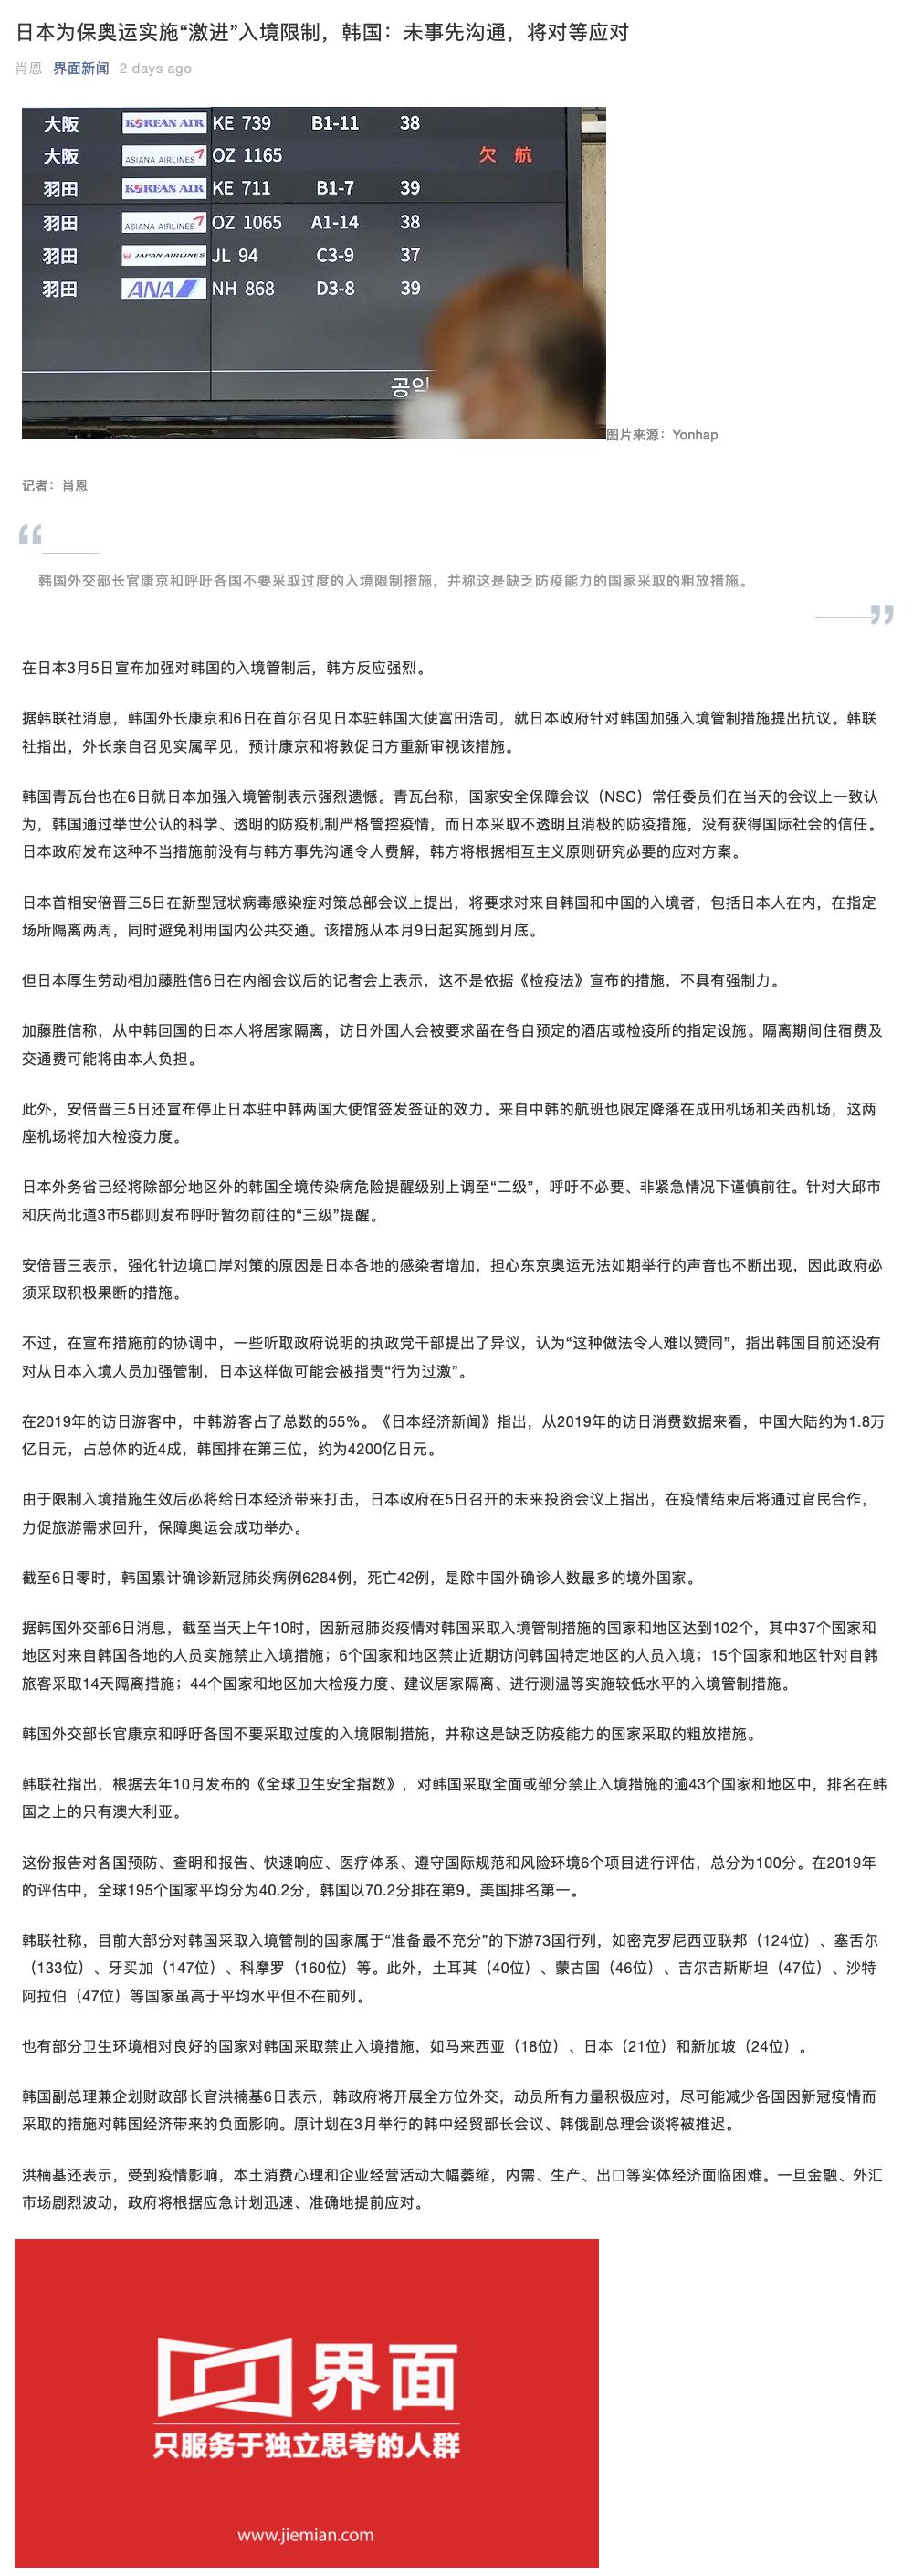 日本为保奥运实施“激进”入境限制，韩国：未事先沟通，将对等应对
肖恩 界面新闻 2 days ago
大阪 KOREAN AIR KE 739 B1-11 38
大阪 ASIANA AIRLINES OZ 1165 欠 航
羽田 KOREAN AIR KE 711 B1-7 39
羽田 ASIANA AIRLINES OZ 1065 A1-14 38
羽田 JAPAN AIRLINES JL 94 C3-9 37
羽田 ANA NH 868 D3-8 39
공익
图片来源：Yonhap
记者：肖恩
“
韩国外交部长官康京和呼吁各国不要采取过度的入境限制措施，并称这是缺乏防疫能力的国家采取的粗放措施。
”
在日本3月5日宣布加强对韩国的入境管制后，韩方反应强烈。
据韩联社消息，韩国外长康京和6日在首尔召见日本驻韩国大使富田浩司，就日本政府针对韩国加强入境管制措施提出抗议。韩联
社指出，外长亲自召见实属罕见，预计康京和将敦促日方重新审视该措施。
韩国青瓦台也在6日就日本加强入境管制表示强烈遗憾。青瓦台称，国家安全保障会议（NSC）常任委员们在当天的会议上一致认
为，韩国通过举世公认的科学、透明的防疫机制严格管控疫情，而日本采取不透明且消极的防疫措施，没有获得国际社会的信任。
日本政府发布这种不当措施前没有与韩方事先沟通令人费解，韩方将根据相互主义原则研究必要的应对方案。
日本首相安倍晋三5日在新型冠状病毒感染症对策总部会议上提出，将要求对来自韩国和中国的入境者，包括日本人在内，在指定
场所隔离两周，同时避免利用国内公共交通。该措施从本月9日起实施到月底。
但日本厚生劳动相加藤胜信6日在内阁会议后的记者会上表示，这不是依据《检疫法》宣布的措施，不具有强制力。
加藤胜信称，从中韩回国的日本人将居家隔离，访日外国人会被要求留在各自预定的酒店或检疫所的指定设施。隔离期间住宿费及
交通费可能将由本人负担。
此外，安倍晋三5日还宣布停止日本驻中韩两国大使馆签发签证的效力。来自中韩的航班也限定降落在成田机场和关西机场，这两
座机场将加大检疫力度。
日本外务省已经将除部分地区外的韩国全境传染病危险提醒级别上调至“二级”，呼吁不必要、非紧急情况下谨慎前往。针对大邱市
和庆尚北道3市5郡则发布呼吁暂勿前往的“三级”提醒。
安倍晋三表示，强化针边境口岸对策的原因是日本各地的感染者增加，担心东京奥运无法如期举行的声音也不断出现，因此政府必
须采取积极果断的措施。
不过，在宣布措施前的协调中，一些听取政府说明的执政党干部提出了异议，认为“这种做法令人难以赞同”，指出韩国目前还没有
对从日本入境人员加强管制，日本这样做可能会被指责“行为过激”。
在2019年的访日游客中，中韩游客占了总数的55%。《日本经济新闻》指出，从2019年的访日消费数据来看，中国大陆约为1.8万
亿日元，占总体的近4成，韩国排在第三位，约为4200亿日元。
由于限制入境措施生效后必将给日本经济带来打击，日本政府在5日召开的未来投资会议上指出，在疫情结束后将通过官民合作，
力促旅游需求回升，保障奥运会成功举办。
截至6日零时，韩国累计确诊新冠肺炎病例6284例，死亡42例，是除中国外确诊人数最多的境外国家。
据韩国外交部6日消息，截至当天上午10时，因新冠肺炎疫情对韩国采取入境管制措施的国家和地区达到102个，其中37个国家和
地区对来自韩国各地的人员实施禁止入境措施；6个国家和地区禁止近期访问韩国特定地区的人员入境；15个国家和地区针对自韩
旅客采取14天隔离措施；44个国家和地区加大检疫力度、建议居家隔离、进行测温等实施较低水平的入境管制措施。
韩国外交部长官康京和呼吁各国不要采取过度的入境限制措施，并称这是缺乏防疫能力的国家采取的粗放措施。
韩联社指出，根据去年10月发布的《全球卫生安全指数》，对韩国采取全面或部分禁止入境措施的逾43个国家和地区中，排名在韩
国之上的只有澳大利亚。
这份报告对各国预防、查明和报告、快速响应、医疗体系、遵守国际规范和风险环境6个项目进行评估，总分为100分。在2019年
的评估中，全球195个国家平均分为40.2分，韩国以70.2分排在第9。美国排名第一。
韩联社称，目前大部分对韩国采取入境管制的国家属于“准备最不充分”的下游73国行列，如密克罗尼西亚联邦（124位）、塞舌尔
（133位）、牙买加（147位）、科摩罗（160位）等。此外，土耳其（40位）、蒙古国（46位）、吉尔吉斯斯坦（47位）、沙特
阿拉伯（47位）等国家虽高于平均水平但不在前列。
也有部分卫生环境相对良好的国家对韩国采取禁止入境措施，如马来西亚（18位）、日本（21位）和新加坡（24位）。
韩国副总理兼企划财政部长官洪楠基6日表示，韩政府将开展全方位外交，动员所有力量积极应对，尽可能减少各国因新冠疫情而
采取的措施对韩国经济带来的负面影响。原计划在3月举行的韩中经贸部长会议、韩俄副总理会谈将被推迟。
洪楠基还表示，受到疫情影响，本土消费心理和企业经营活动大幅萎缩，内需、生产、出口等实体经济面临困难。一旦金融、外汇
市场剧烈波动，政府将根据应急计划迅速、准确地提前应对。
界面
只服务于独立思考的人群
www.jiemian.com